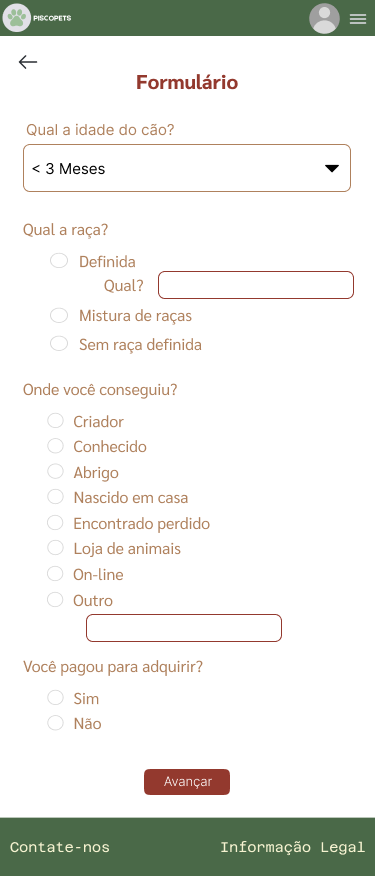 PISCOPETS
Formulário
Qual a idade do cão?
< 3 Meses
Qual a raça?
Definida
Qual?
Mistura de raças
Sem raça definida
Onde você conseguiu?
Criador
Conhecido
Abrigo
Nascido em casa
Encontrado perdido
Loja de animais
On-line
Outro
Você pagou para adquirir?
Sim
Não
Avançar
Contate-nos Informação Legal